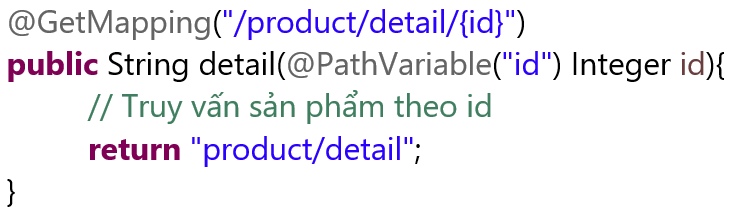 @GetMapping("/product/detail/{id}")
public String detail(@PathVariable("id") Integer id){
// Truy vấn sản phẩm theo id
return "product/detail";
}